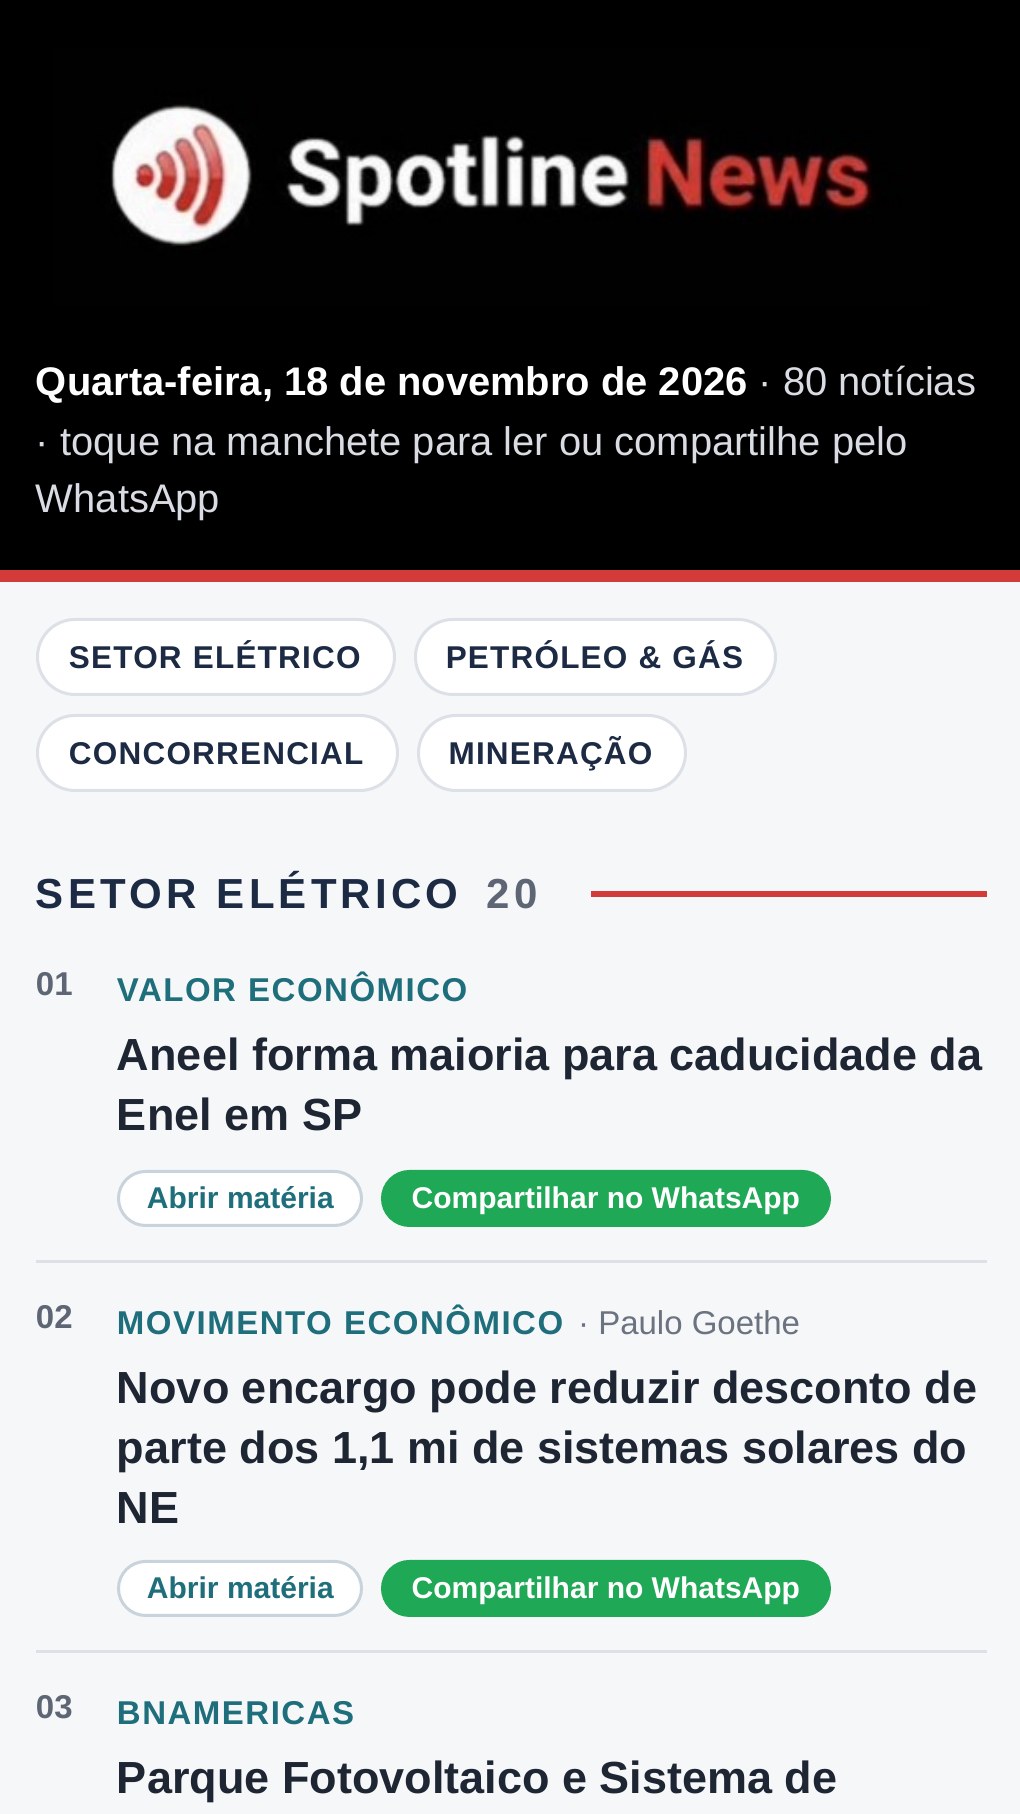 Spotline News
Quarta-feira, 18 de novembro de 2026 · 80 notícias
· toque na manchete para ler ou compartilhe pelo
WhatsApp
SETOR ELÉTRICO
PETRÓLEO & GÁS
CONCORRENCIAL
MINERAÇÃO
SETOR ELÉTRICO 20
01 VALOR ECONÔMICO
Aneel forma maioria para caducidade da
Enel em SP
Abrir matéria
Compartilhar no WhatsApp
02 MOVIMENTO ECONÔMICO · Paulo Goethe
Novo encargo pode reduzir desconto de
parte dos 1,1 mi de sistemas solares do
NE
Abrir matéria
Compartilhar no WhatsApp
03 BNAMERICAS
Parque Fotovoltaico e Sistema de